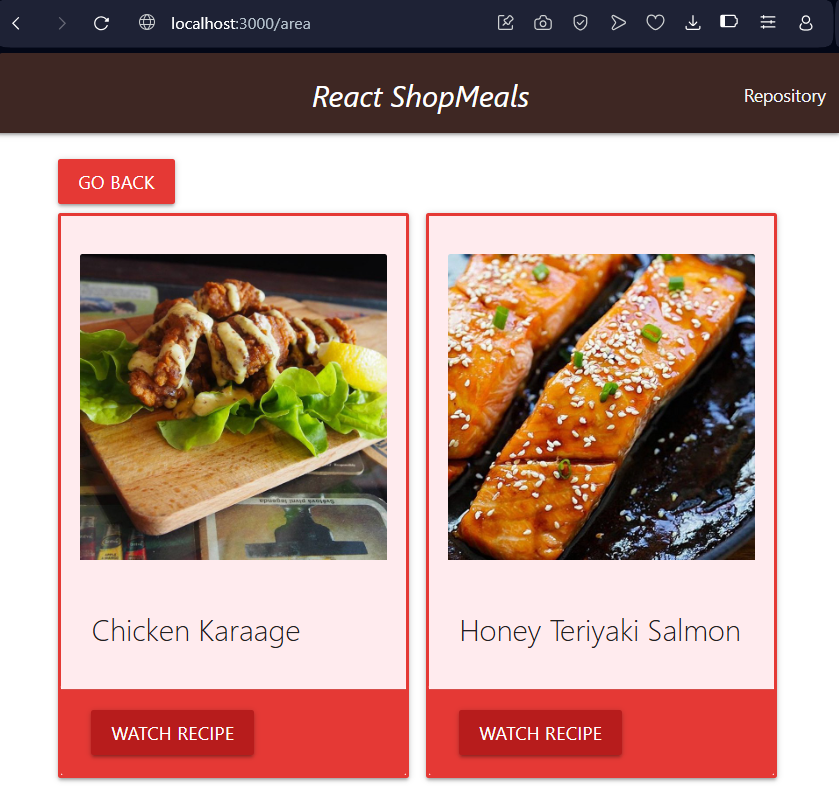 localhost:3000/area
React ShopMeals
Repository
GO BACK
Chicken Karaage
Honey Teriyaki Salmon
WATCH RECIPE
WATCH RECIPE